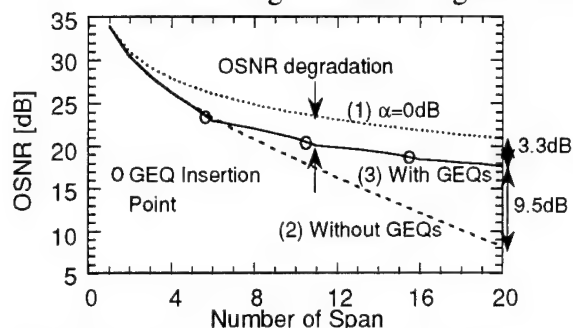 35
30
25
20
15
10
5
OSNR [dB]
OSNR degradation
(1) α=0dB
3.3dB
(3) With GEQs
O GEQ Insertion
Point
9.5dB
(2) Without GEQs
0 4 8 12 16 20
Number of Span